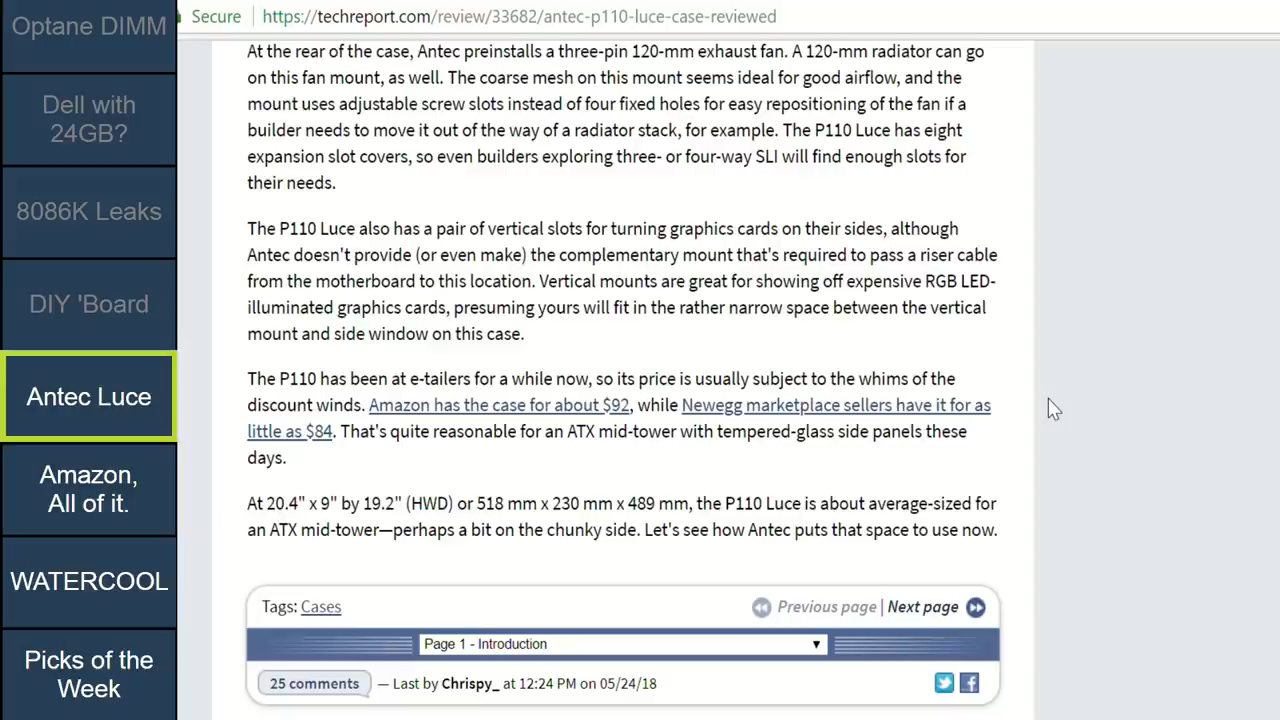 Optane DIMM
Dell with
24GB?
8086K Leaks
DIY 'Board
Antec Luce
Amazon,
All of it.
WATERCOOL
Picks of the
Week
Secure
https://techreport.com/review/33682/antec-p110-luce-case-reviewed
At the rear of the case, Antec preinstalls a three-pin 120-mm exhaust fan. A 120-mm radiator can go
on this fan mount, as well. The coarse mesh on this mount seems ideal for good airflow, and the
mount uses adjustable screw slots instead of four fixed holes for easy repositioning of the fan if a
builder needs to move it out of the way of a radiator stack, for example. The P110 Luce has eight
expansion slot covers, so even builders exploring three- or four-way SLI will find enough slots for
their needs.
The P110 Luce also has a pair of vertical slots for turning graphics cards on their sides, although
Antec doesn't provide (or even make) the complementary mount that's required to pass a riser cable
from the motherboard to this location. Vertical mounts are great for showing off expensive RGB LED-
illuminated graphics cards, presuming yours will fit in the rather narrow space between the vertical
mount and side window on this case.
The P110 has been at e-tailers for a while now, so its price is usually subject to the whims of the
discount winds. Amazon has the case for about $92, while Newegg marketplace sellers have it for as
little as $84. That's quite reasonable for an ATX mid-tower with tempered-glass side panels these
days.
At 20.4" x 9" by 19.2" (HWD) or 518 mm x 230 mm x 489 mm, the P110 Luce is about average-sized for
an ATX mid-tower—perhaps a bit on the chunky side. Let's see how Antec puts that space to use now.
Tags: Cases
Previous page | Next page
Page 1 - Introduction
25 comments — Last by Chrispy_ at 12:24 PM on 05/24/18